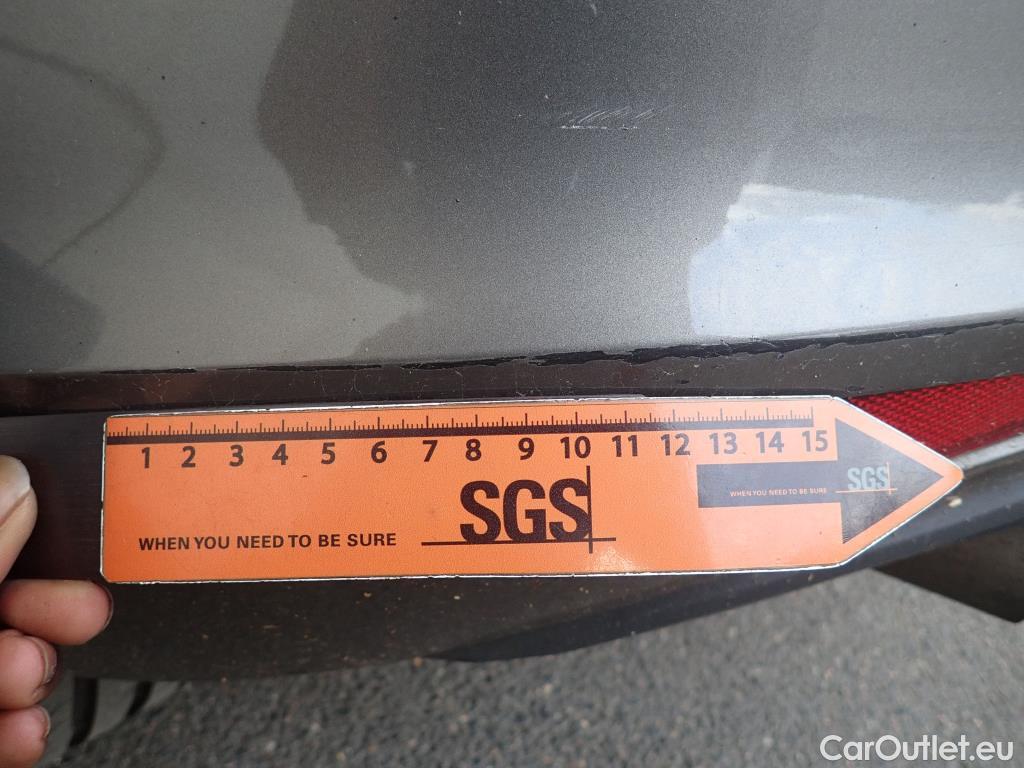 1 2 3 4 5 6 7 8 9 10 11 12 13 14 15
SGS
WHEN YOU NEED TO BE SURE
SGS
WHEN YOU NEED TO BE SURE
CarOutlet.eu